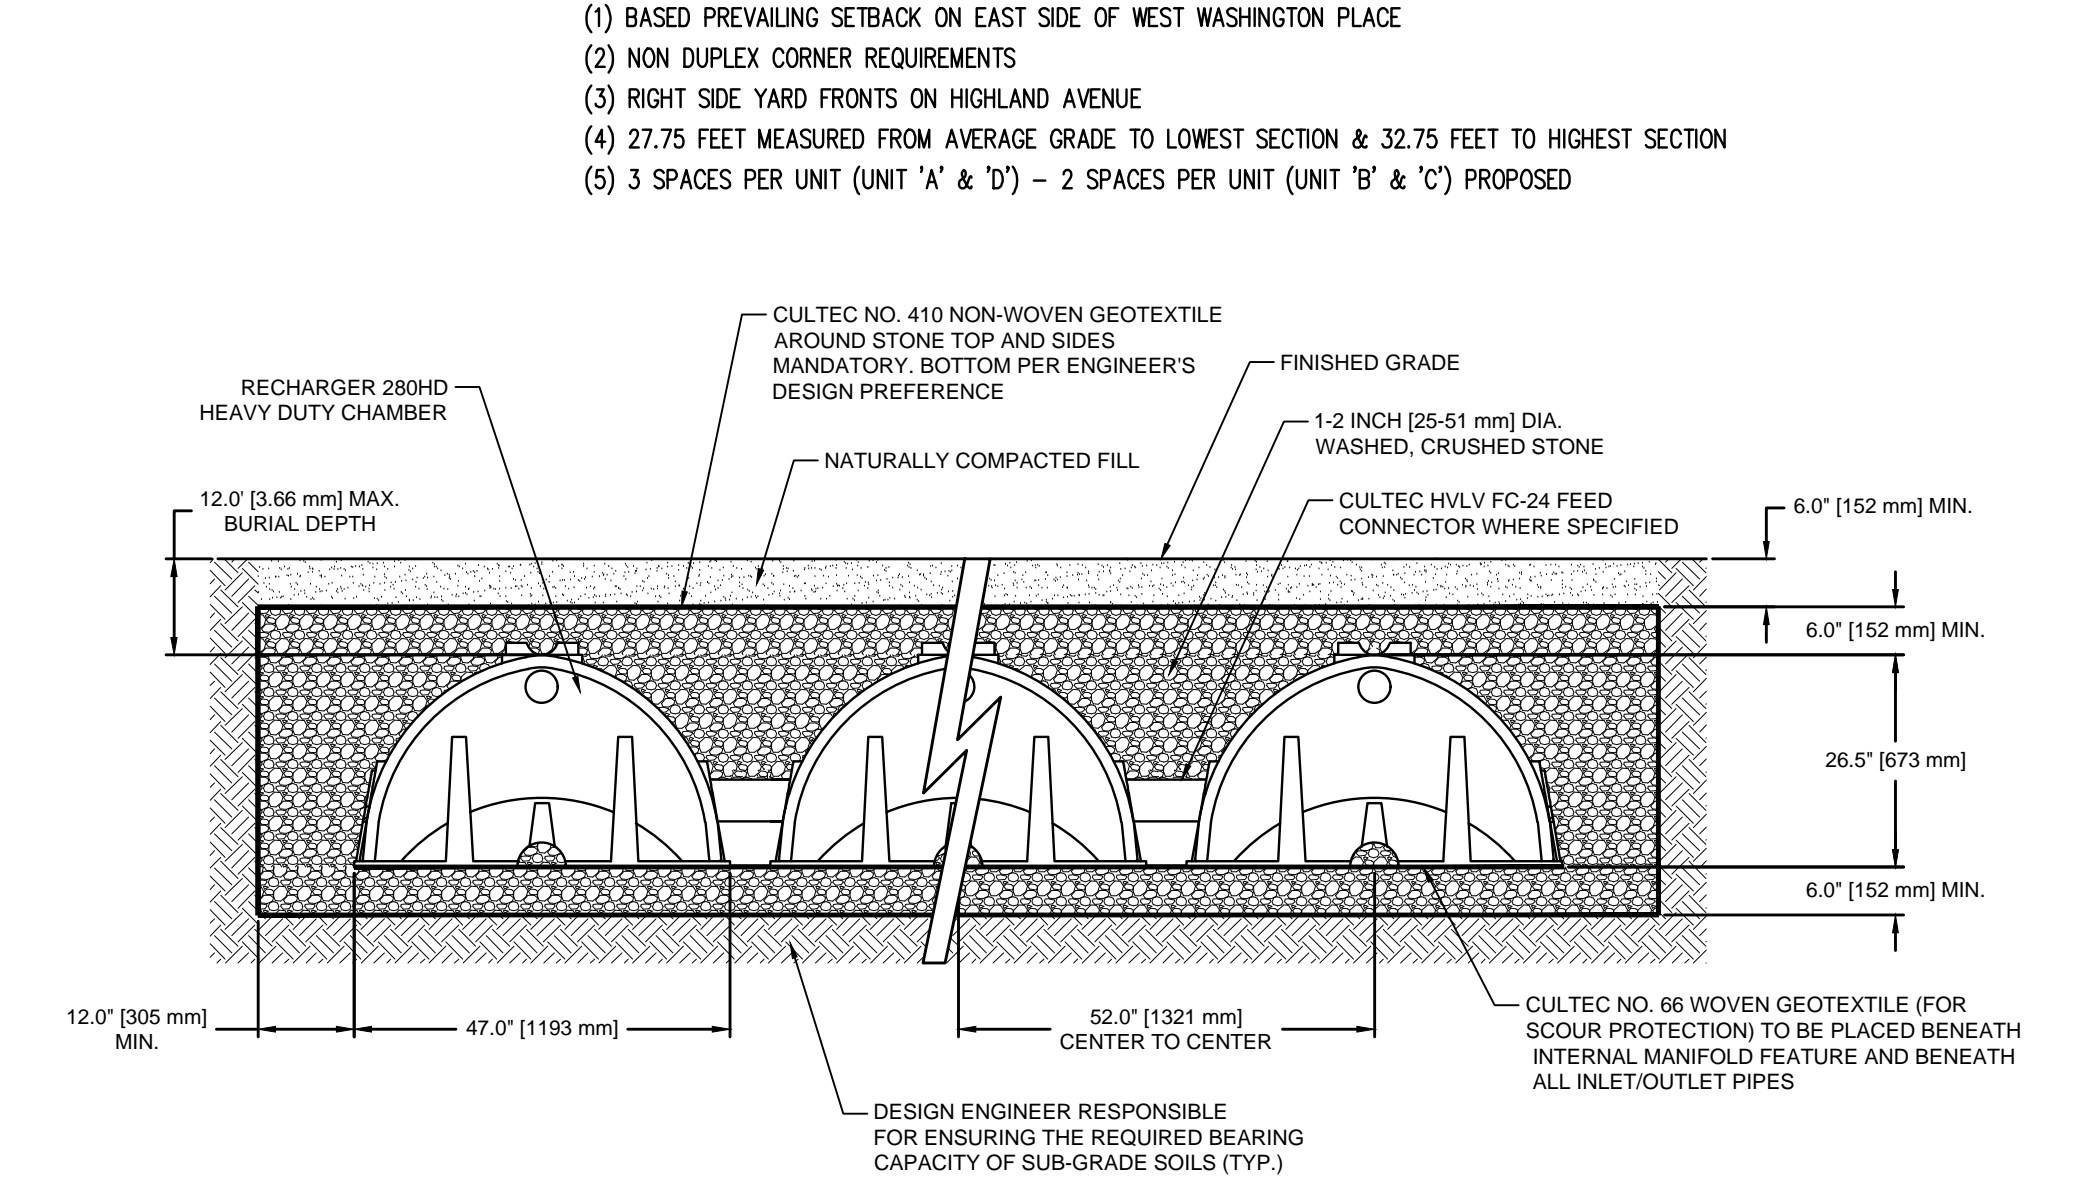 (1) BASED PREVAILING SETBACK ON EAST SIDE OF WEST WASHINGTON PLACE
(2) NON DUPLEX CORNER REQUIREMENTS
(3) RIGHT SIDE YARD FRONTS ON HIGHLAND AVENUE
(4) 27.75 FEET MEASURED FROM AVERAGE GRADE TO LOWEST SECTION & 32.75 FEET TO HIGHEST SECTION
(5) 3 SPACES PER UNIT (UNIT 'A' & 'D') – 2 SPACES PER UNIT (UNIT 'B' & 'C') PROPOSED
CULTEC NO. 410 NON-WOVEN GEOTEXTILE
AROUND STONE TOP AND SIDES
MANDATORY. BOTTOM PER ENGINEER'S
DESIGN PREFERENCE
FINISHED GRADE
RECHARGER 280HD
HEAVY DUTY CHAMBER
1-2 INCH [25-51 mm] DIA.
WASHED, CRUSHED STONE
NATURALLY COMPACTED FILL
12.0' [3.66 mm] MAX.
BURIAL DEPTH
CULTEC HVLV FC-24 FEED
CONNECTOR WHERE SPECIFIED
6.0" [152 mm] MIN.
6.0" [152 mm] MIN.
26.5" [673 mm]
6.0" [152 mm] MIN.
12.0" [305 mm]
MIN.
47.0" [1193 mm]
52.0" [1321 mm]
CENTER TO CENTER
CULTEC NO. 66 WOVEN GEOTEXTILE (FOR
SCOUR PROTECTION) TO BE PLACED BENEATH
INTERNAL MANIFOLD FEATURE AND BENEATH
ALL INLET/OUTLET PIPES
DESIGN ENGINEER RESPONSIBLE
FOR ENSURING THE REQUIRED BEARING
CAPACITY OF SUB-GRADE SOILS (TYP.)